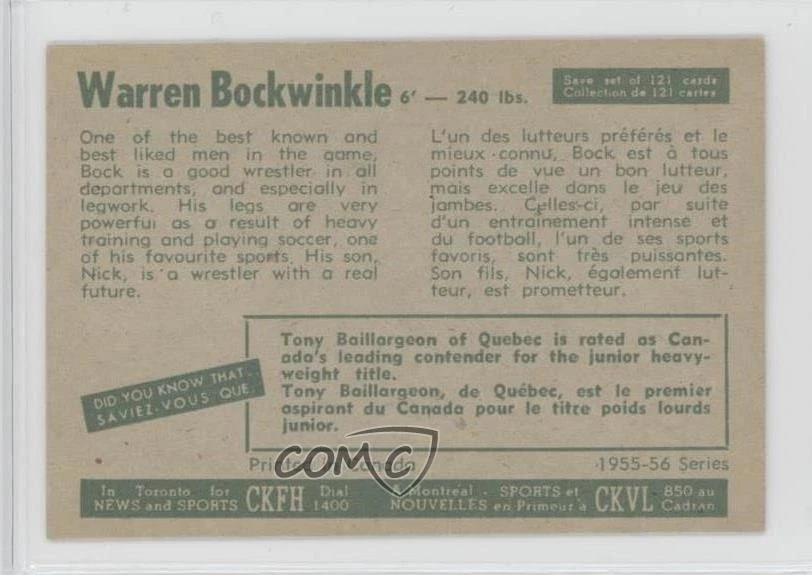 Warren Bockwinkle 6' — 240 lbs.
Save set of 121 cards
Collection de 121 cartes
One of the best known and
best liked men in the game,
Bock is a good wrestler in all
departments, and especially in
legwork. His legs are very
powerful as a result of heavy
training and playing soccer, one
of his favourite sports. His son,
Nick, is a wrestler with a real
future.
L'un des lutteurs préférés et le
mieux connu, Bock est à tous
points de vue un bon lutteur,
mais excelle dans le jeu des
jambes. Celles-ci, par suite
d'un entrainement intense et
du football, l'un de ses sports
favoris, sont très puissantes.
Son fils, Nick, également lut-
teur, est prometteur.
DID YOU KNOW THAT..
SAVIEZ-VOUS QUE.
Tony Baillargeon of Quebec is rated as Can-
ada's leading contender for the junior heavy-
weight title.
Tony Baillargeon, de Québec, est le premier
aspirant du Canada pour le titre poids lourds
junior.
Printed in Canada
1955-56 Series
COMC
In Toronto for
NEWS and SPORTS
CKFH
Dial
1400
A Montreal - SPORTS et
NOUVELLES en Primeur à
CKVL
850 au
Cadran